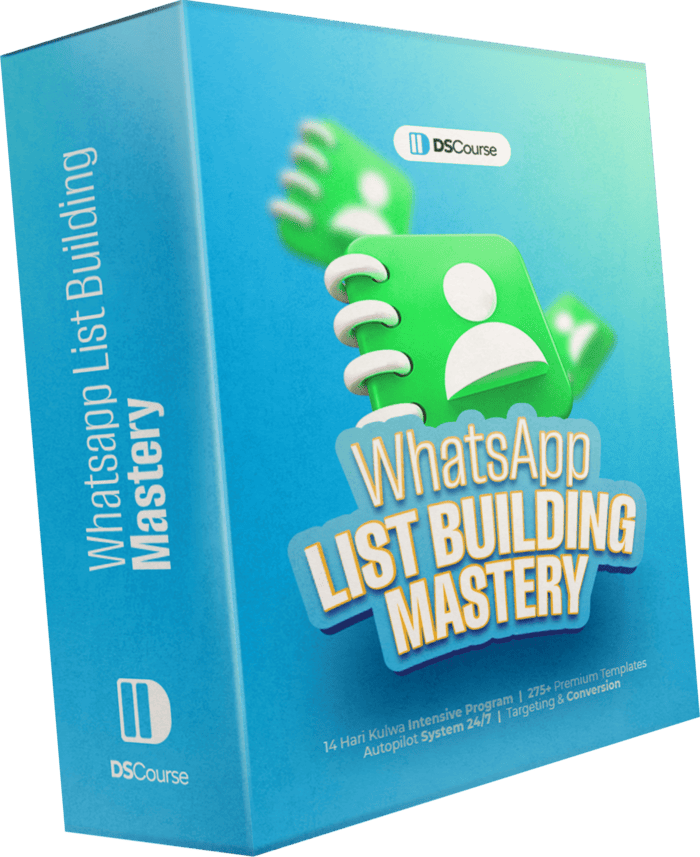 Whatsapp List Building
Mastery
DSCourse
DSCourse
WhatsApp
LIST BUILDING
MASTERY
14 Hari Kulwa Intensive Program | 275+ Premium Templates
Autopilot System 24/7 | Targeting & Conversion